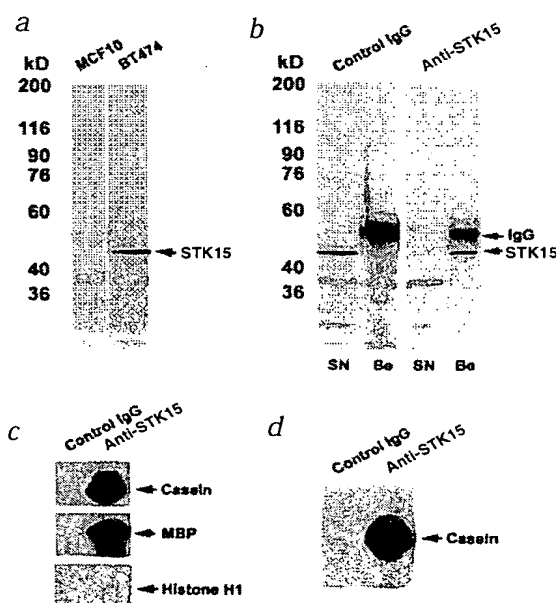 a
kD
MCF10
BT474
200
116
90
76
60
40
36
STK15
b
kD
Control IgG
Anti-STK15
200
116
90
76
60
40
36
IgG
STK15
SN Be SN Be
c
Control IgG
Anti-STK15
Casein
MBP
Histone H1
d
Control IgG
Anti-STK15
Casein